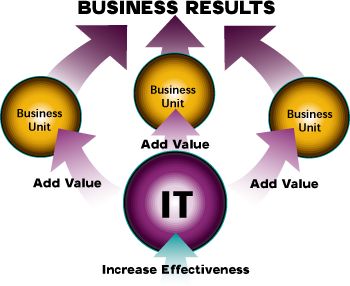 BUSINESS RESULTS
Business
Unit
Business
Unit
Business
Unit
Add Value
Add Value
Add Value
IT
Increase Effectiveness